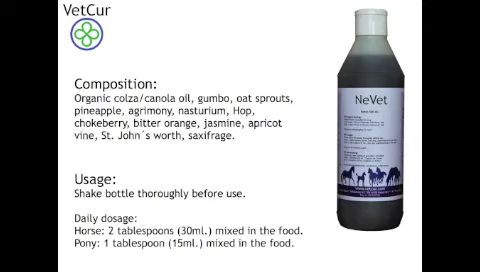 VetCur
Composition:
Organic colza/canola oil, gumbo, oat sprouts,
pineapple, agrimony, nasturium, Hop,
chokeberry, bitter orange, jasmine, apricot
vine, St. John´s worth, saxifrage.
Usage:
Shake bottle thoroughly before use.
Daily dosage:
Horse: 2 tablespoons (30ml.) mixed in the food.
Pony: 1 tablespoon (15ml.) mixed in the food.
NeVet